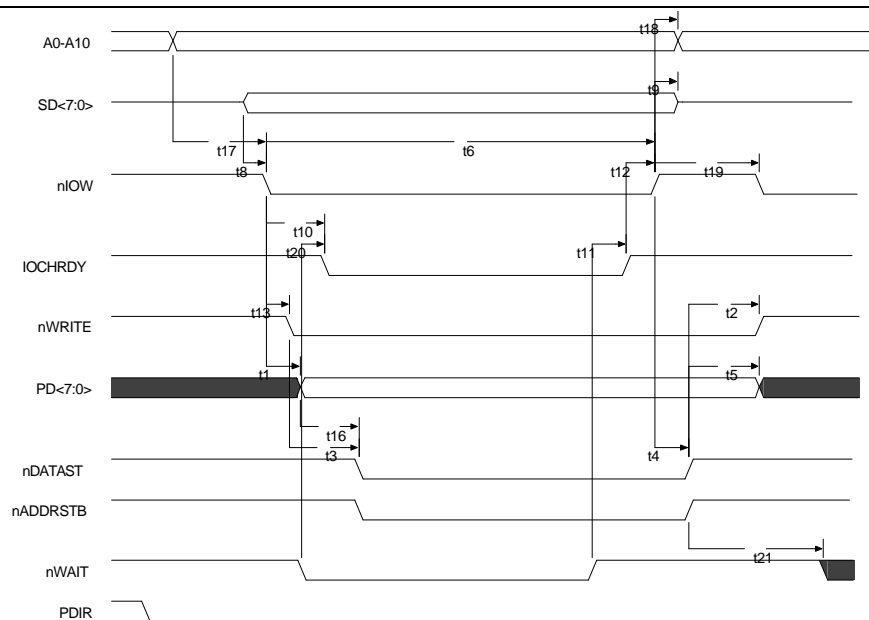 t18
A0-A10
t9
SD<7:0>
t17
t6
t8
t12
t19
nIOW
t10
t20
t11
IOCHRDY
t13
t2
nWRITE
t1
t5
PD<7:0>
t16
t3
t4
nDATAST
nADDRSTB
t21
nWAIT
PDIR